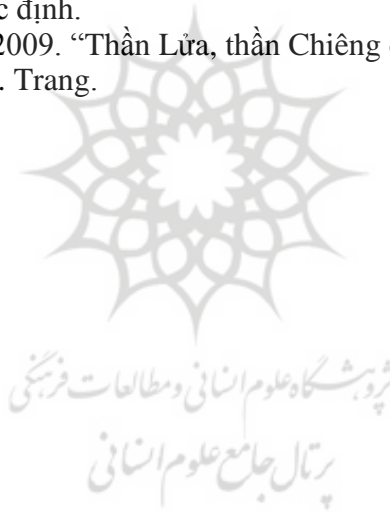 c định.
2009. “Thần Lửa, thần Chiêng
. Trang.
پژوهشگاه علوم انسانی و مطالعات فرهنگی
پرتال جامع علوم انسانی